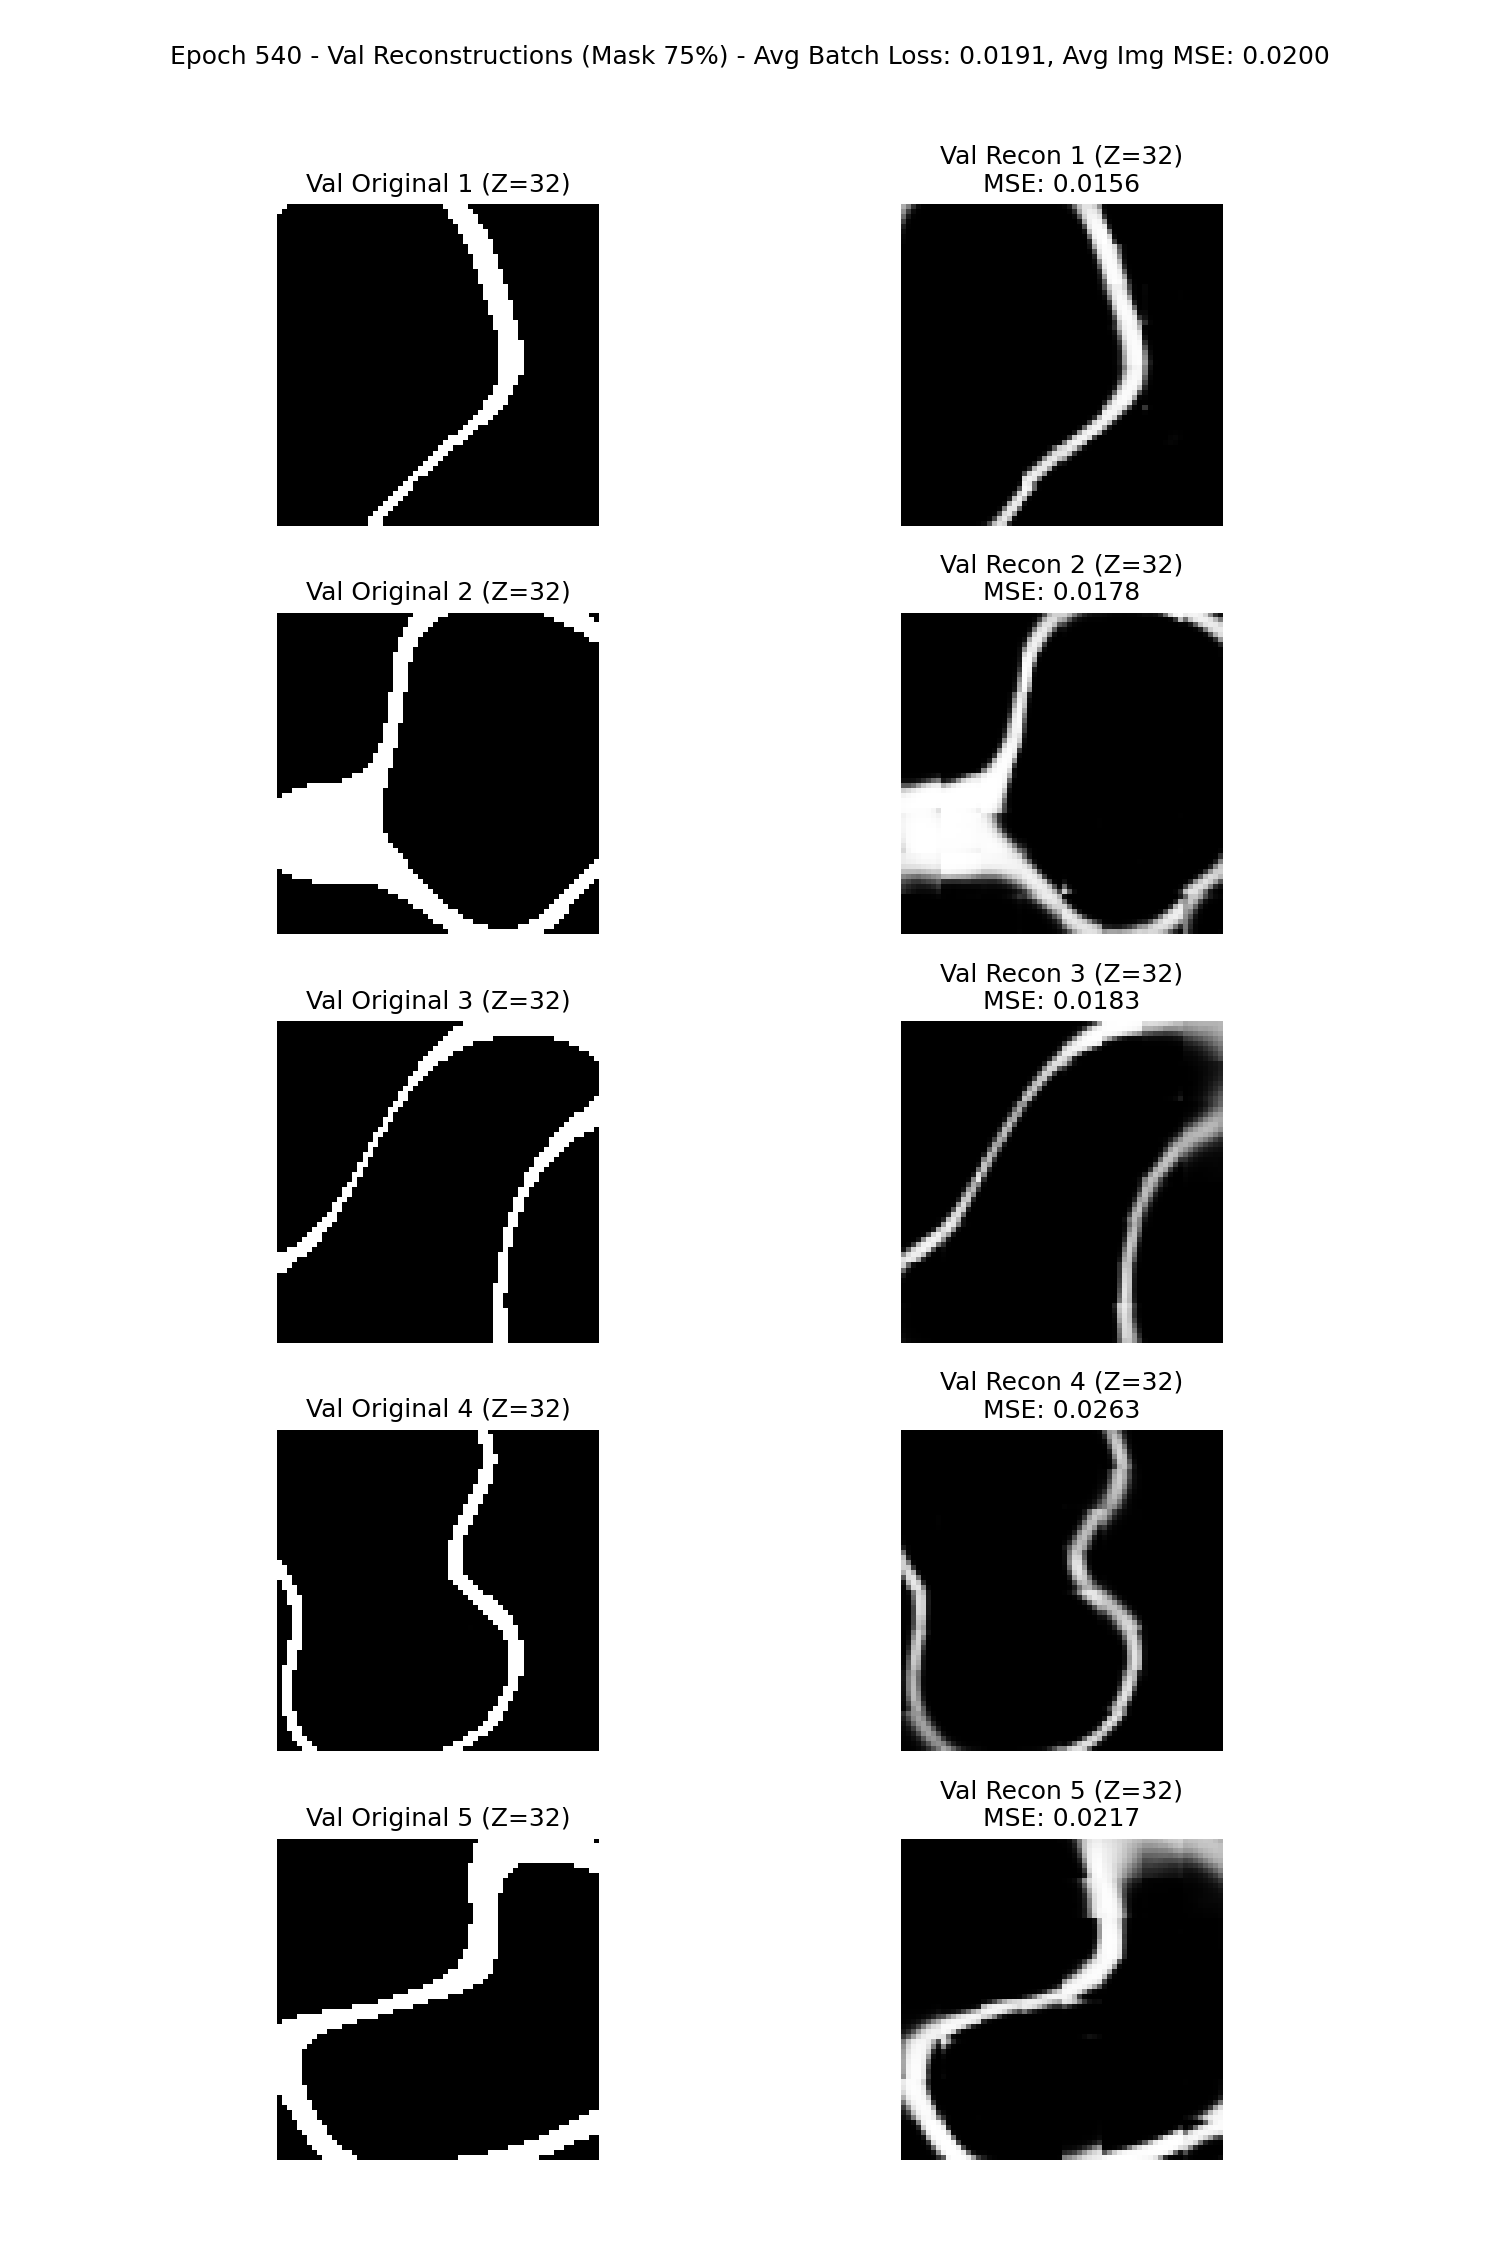 Epoch 540 - Val Reconstructions (Mask 75%) - Avg Batch Loss: 0.0191, Avg Img MSE: 0.0200
Val Original 1 (Z=32)
Val Recon 1 (Z=32)
MSE: 0.0156
Val Original 2 (Z=32)
Val Recon 2 (Z=32)
MSE: 0.0178
Val Original 3 (Z=32)
Val Recon 3 (Z=32)
MSE: 0.0183
Val Original 4 (Z=32)
Val Recon 4 (Z=32)
MSE: 0.0263
Val Original 5 (Z=32)
Val Recon 5 (Z=32)
MSE: 0.0217